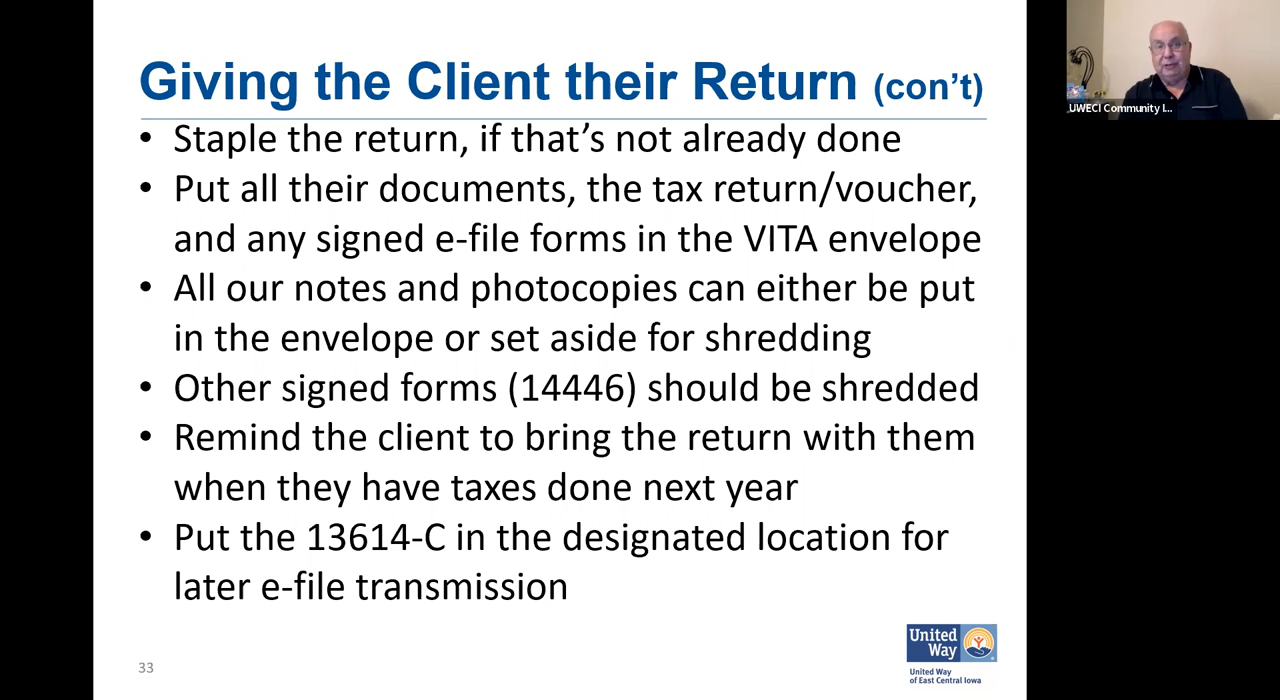 Giving the Client their Return (con’t)
• Staple the return, if that’s not already done
• Put all their documents, the tax return/voucher,
and any signed e-file forms in the VITA envelope
• All our notes and photocopies can either be put
in the envelope or set aside for shredding
• Other signed forms (14446) should be shredded
• Remind the client to bring the return with them
when they have taxes done next year
• Put the 13614-C in the designated location for
later e-file transmission
33
United
Way
United Way
of East Central Iowa
UWECI Community I...